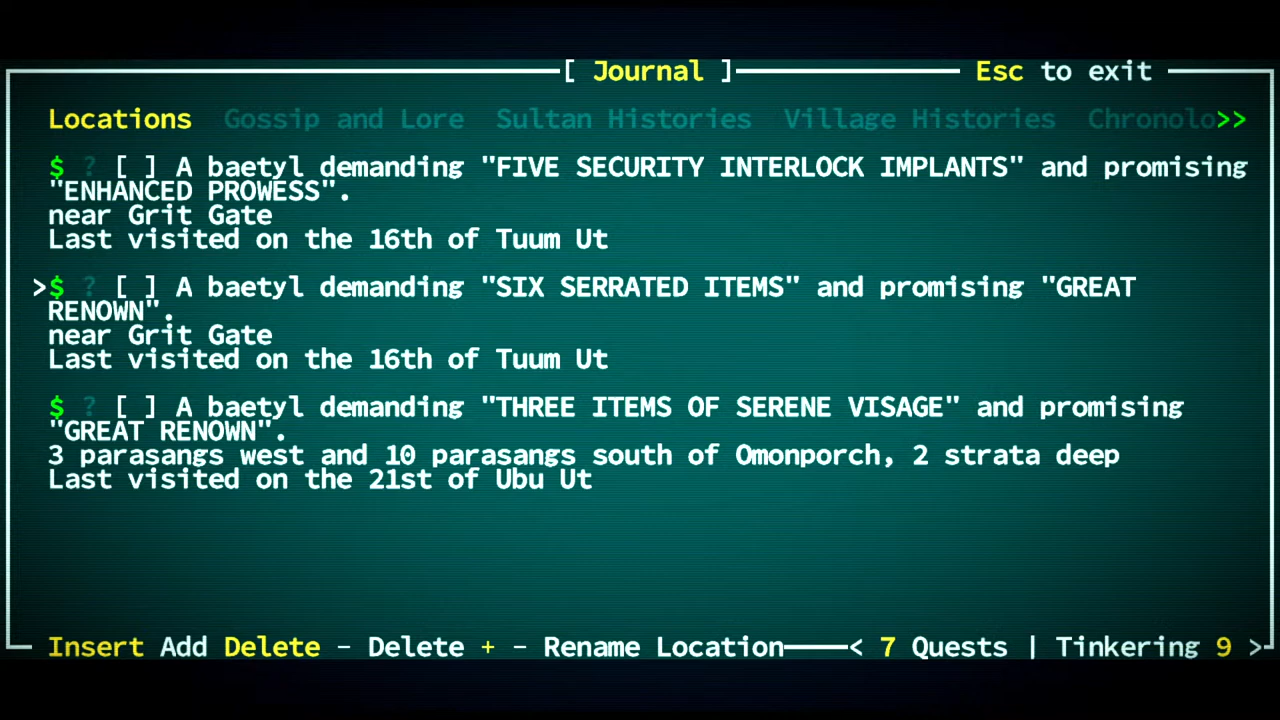 [ Journal ] Esc to exit
Locations Gossip and Lore Sultan Histories Village Histories Chronolo>>
$ ? [ ] A baetyl demanding "FIVE SECURITY INTERLOCK IMPLANTS" and promising
"ENHANCED PROWESS".
near Grit Gate
Last visited on the 16th of Tuum Ut
>$ ? [ ] A baetyl demanding "SIX SERRATED ITEMS" and promising "GREAT
RENOWN".
near Grit Gate
Last visited on the 16th of Tuum Ut
$ ? [ ] A baetyl demanding "THREE ITEMS OF SERENE VISAGE" and promising
"GREAT RENOWN".
3 parasangs west and 10 parasangs south of Omonporch, 2 strata deep
Last visited on the 21st of Ubu Ut
Insert Add Delete - Delete + - Rename Location < 7 Quests | Tinkering 9 >